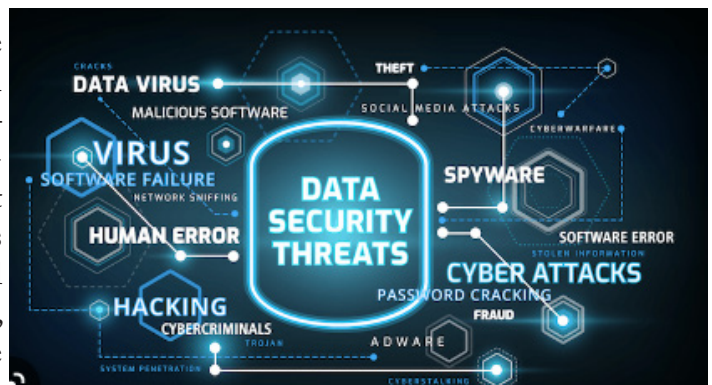 CRACKS
THEFT
DATA VIRUS
SOCIAL MEDIA ATTACKS
MALICIOUS SOFTWARE
CYBERWARFARE
VIRUS
SPYWARE
SOFTWARE FAILURE
NETWORK SNIFFING
DATA
SECURITY
THREATS
HUMAN ERROR
SOFTWARE ERROR
STOLEN INFORMATION
CYBER ATTACKS
PASSWORD CRACKING
HACKING
FRAUD
CYBERCRIMINALS
TROJAN
ADWARE
SYSTEM PENETRATION
CYBERSTALKING